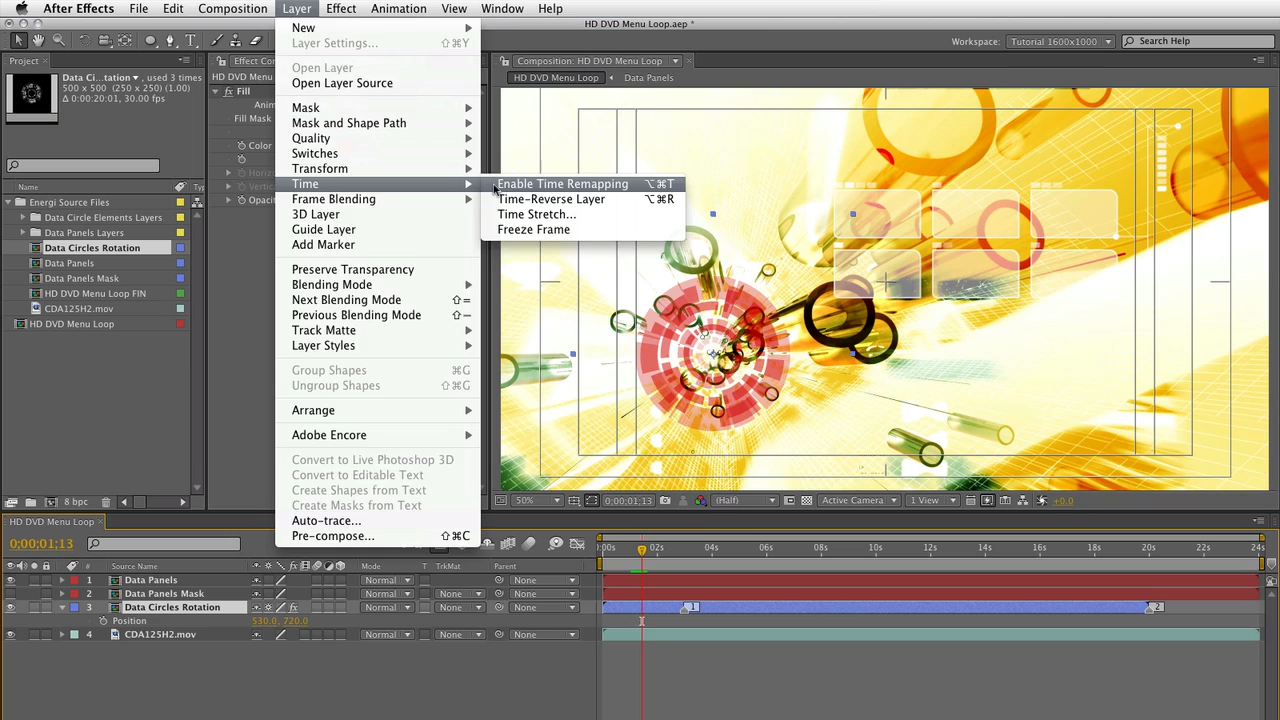 After Effects File Edit Composition Layer Effect Animation View Window Help
HD DVD Menu Loop.aep *
Workspace: Tutorial 1600x1000 Search Help
Project
Data Ci...tation ▾, used 3 times
500 x 500 (250 x 250) (1.00)
Δ 0:00:20:01, 30.00 fps
Name Type
Energi Source Files
Data Circle Elements Layers
Data Panels Layers
Data Circles Rotation
Data Panels
Data Panels Mask
HD DVD Menu Loop FIN
CDA125H2.mov
HD DVD Menu Loop
8 bpc
Effect Con
HD DVD Menu
Fill
Anim
Fill Mask
Color
Horiz
Vertic
Opaci
New
Layer Settings... ⇧⌘Y
Open Layer
Open Layer Source
Mask
Mask and Shape Path
Quality
Switches
Transform
Time
Frame Blending
3D Layer
Guide Layer
Add Marker
Preserve Transparency
Blending Mode
Next Blending Mode ⇧=
Previous Blending Mode ⇧−
Track Matte
Layer Styles
Group Shapes ⌘G
Ungroup Shapes ⇧⌘G
Arrange
Adobe Encore
Convert to Live Photoshop 3D
Convert to Editable Text
Create Shapes from Text
Create Masks from Text
Auto-trace...
Pre-compose... ⇧⌘C
Enable Time Remapping ⌥⌘T
Time-Reverse Layer ⌥⌘R
Time Stretch...
Freeze Frame
Composition: HD DVD Menu Loop
HD DVD Menu Loop Data Panels
50% 0;00;01;13 (Half) Active Camera 1 View +0.0
HD DVD Menu Loop
0;00;01;13
:00s 02s 04s 06s 08s 10s 12s 14s 16s 18s 20s 22s 24s
# Source Name Mode T TrkMat Parent
1 Data Panels Normal None
2 Data Panels Mask Normal None None
3 Data Circles Rotation Normal None None 1 2
Position 530.0, 720.0
4 CDA125H2.mov Normal None None